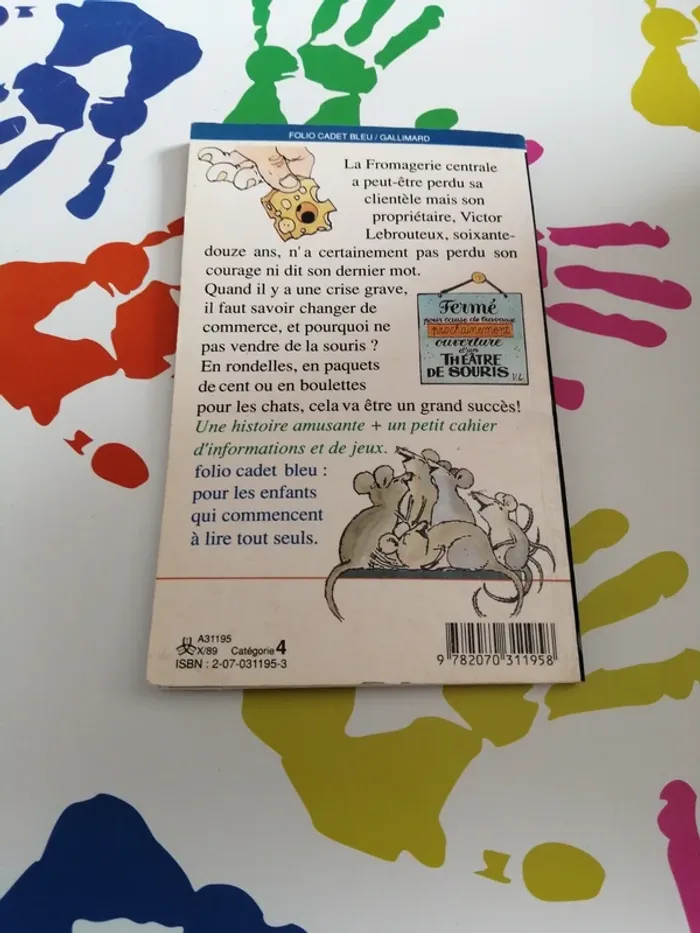 FOLIO CADET BLEU / GALLIMARD
La Fromagerie centrale
a peut-être perdu sa
clientèle mais son
propriétaire, Victor
Lebrouteux, soixante-
douze ans, n'a certainement pas perdu son
courage ni dit son dernier mot.
Quand il y a une crise grave,
il faut savoir changer de
commerce, et pourquoi ne
pas vendre de la souris ?
En rondelles, en paquets
de cent ou en boulettes
pour les chats, cela va être un grand succès!
Fermé
pour cause de travaux
prochainement
ouverture
d'un
THÉATRE
DE SOURIS
V.L.
Une histoire amusante + un petit cahier
d'informations et de jeux.
folio cadet bleu :
pour les enfants
qui commencent
à lire tout seuls.
A31195
X/89 Catégorie 4
ISBN : 2-07-031195-3
9 782070 311958